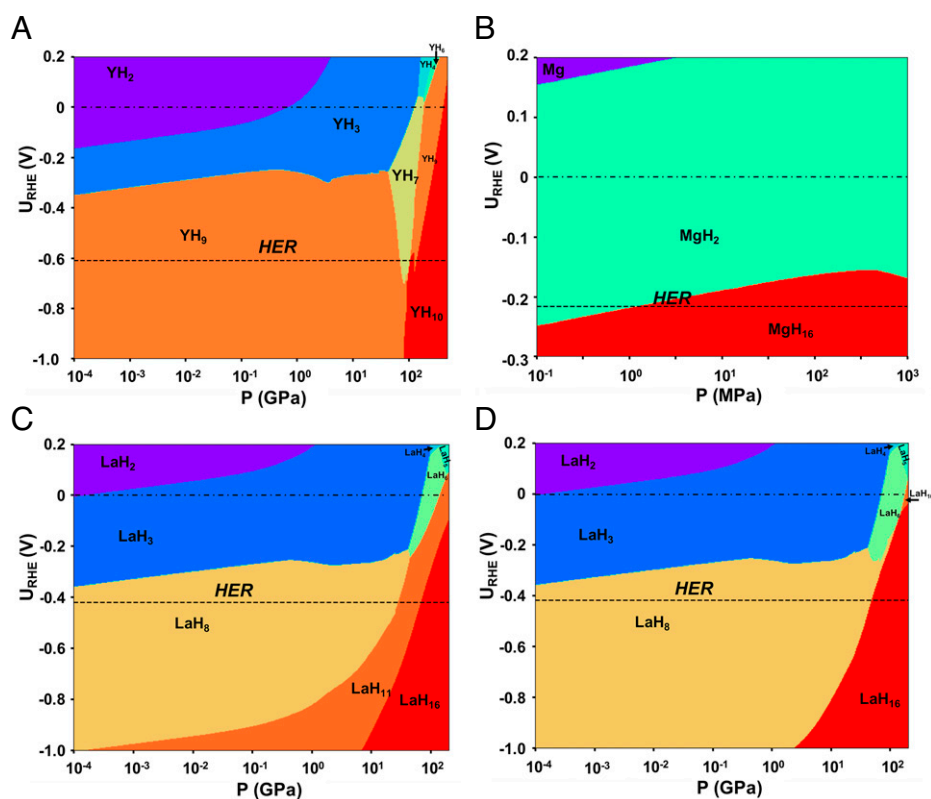 A
B
YH6
0.2
YH2
YH4
0
YH3
-0.2
YH9
YH7
-0.4
YH9
HER
-0.6
-0.8
YH10
-1.0
URHE (V)
10-4 10-3 10-2 10-1 100 101 102
P (GPa)
0.2
Mg
0.1
0
-0.1
MgH2
-0.2
HER
MgH16
-0.3
URHE (V)
10-1 100 101 102 103
P (MPa)
C
D
0.2
LaH4
LaH2
LaH5
LaH6
0
LaH3
-0.2
HER
-0.4
LaH8
-0.6
LaH11
LaH16
-0.8
-1.0
URHE (V)
10-4 10-3 10-2 10-1 100 101 102
P (GPa)
0.2
LaH4
LaH2
LaH5
0
LaH10
LaH6
LaH3
-0.2
HER
-0.4
LaH8
-0.6
LaH16
-0.8
-1.0
URHE (V)
10-4 10-3 10-2 10-1 100 101 102
P (GPa)